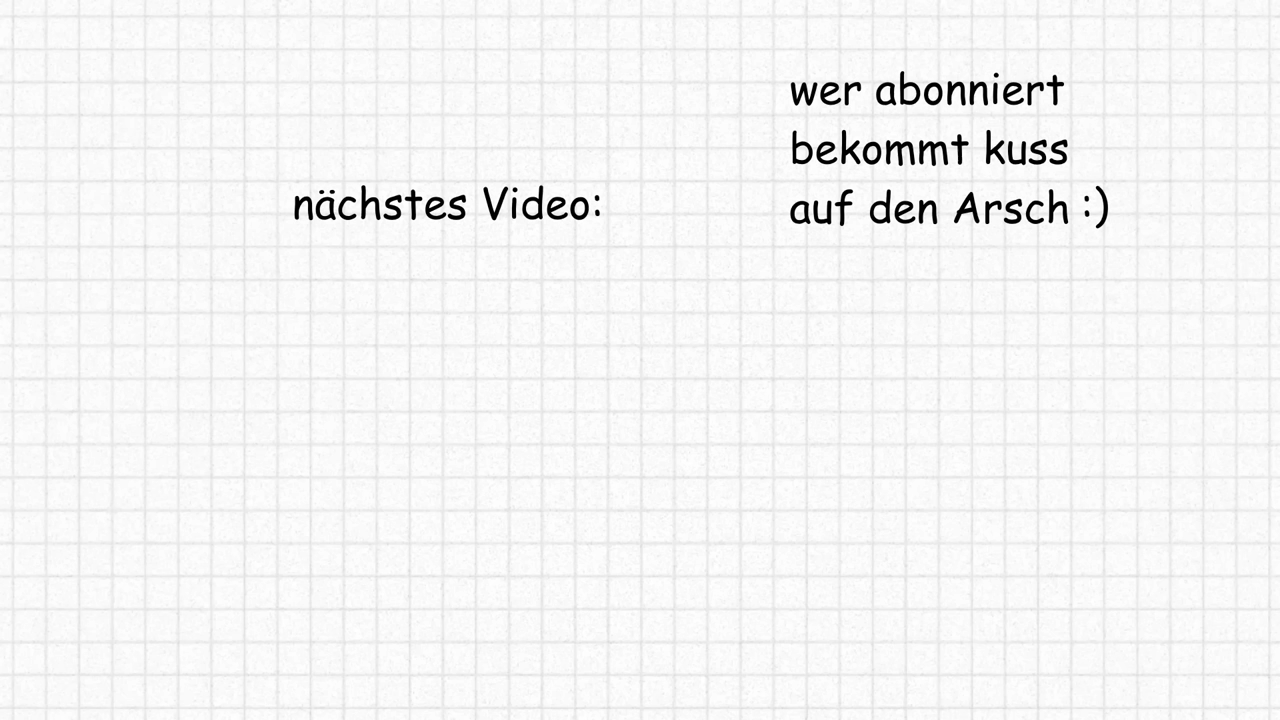 nächstes Video:
wer abonniert
bekommt kuss
auf den Arsch :)